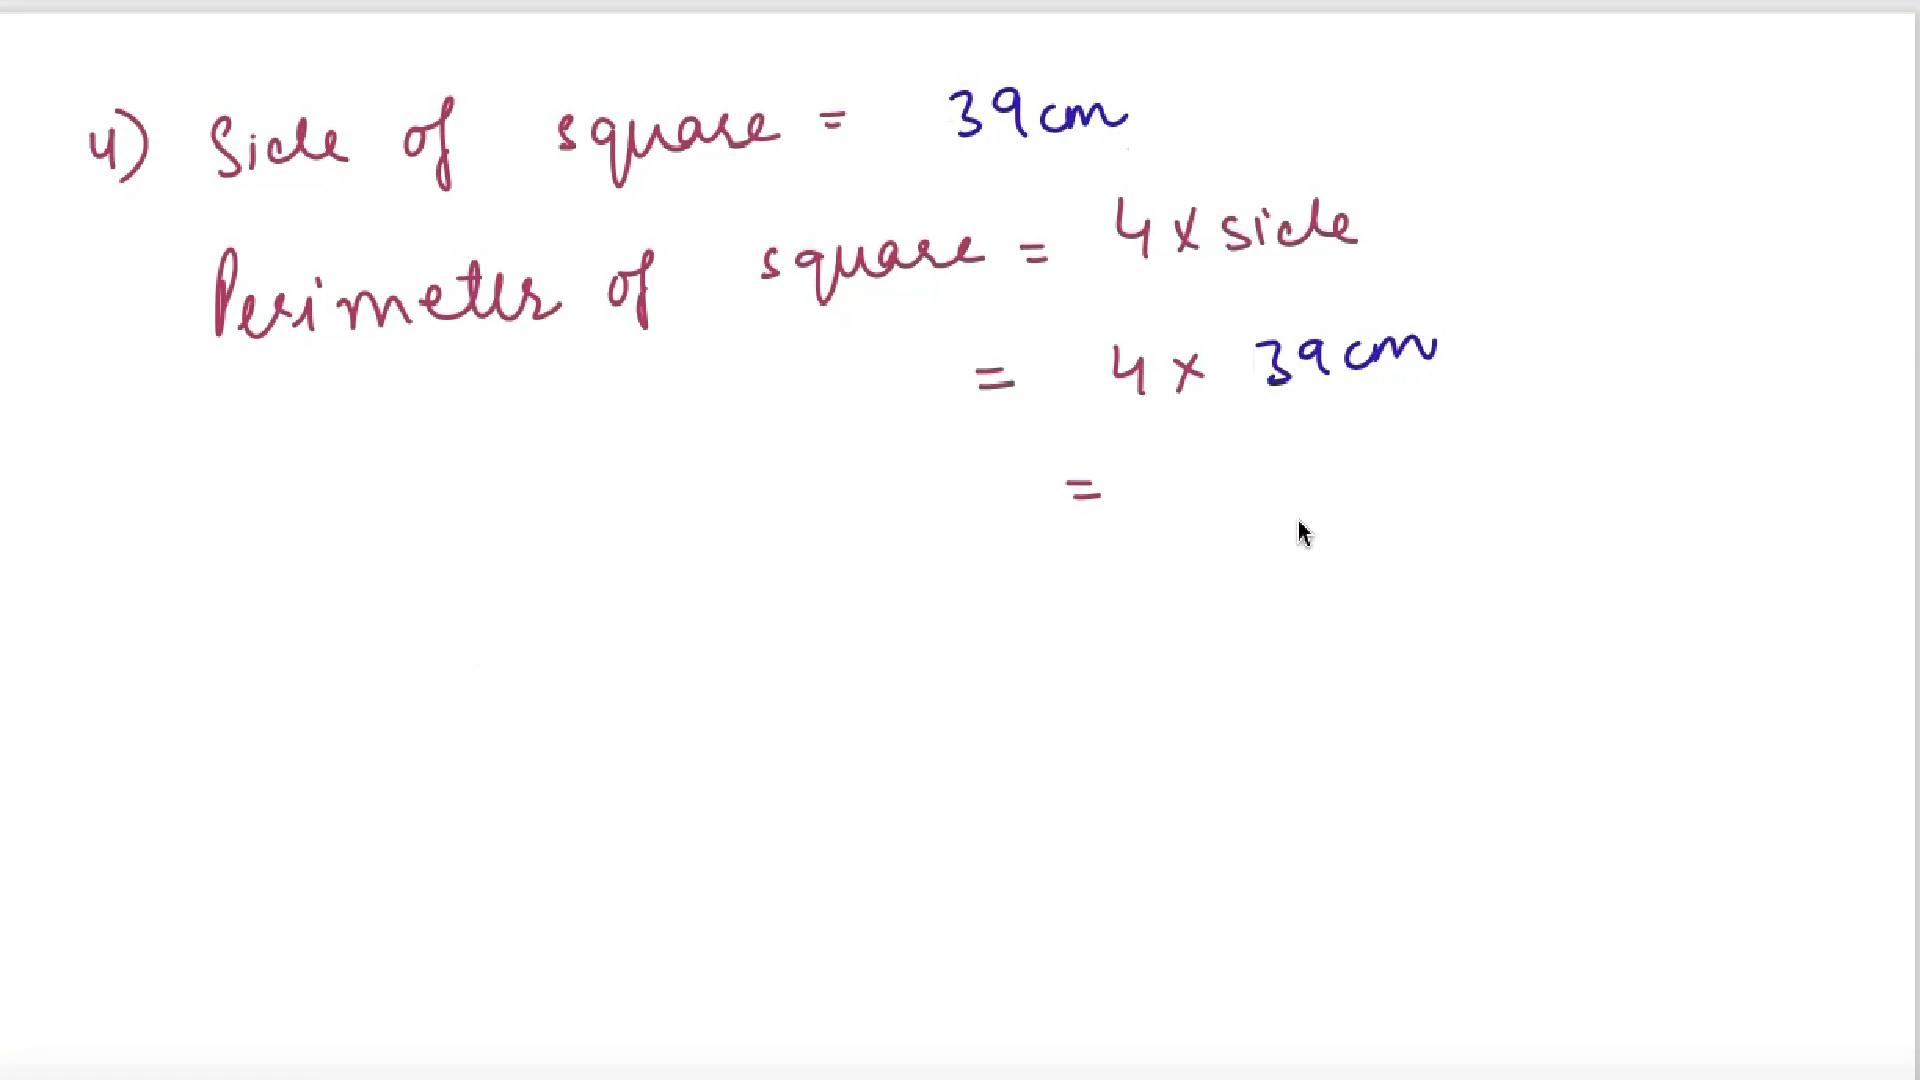 4) Side of square = 39cm
Perimeter of square = 4 x side
= 4 x 39cm
=